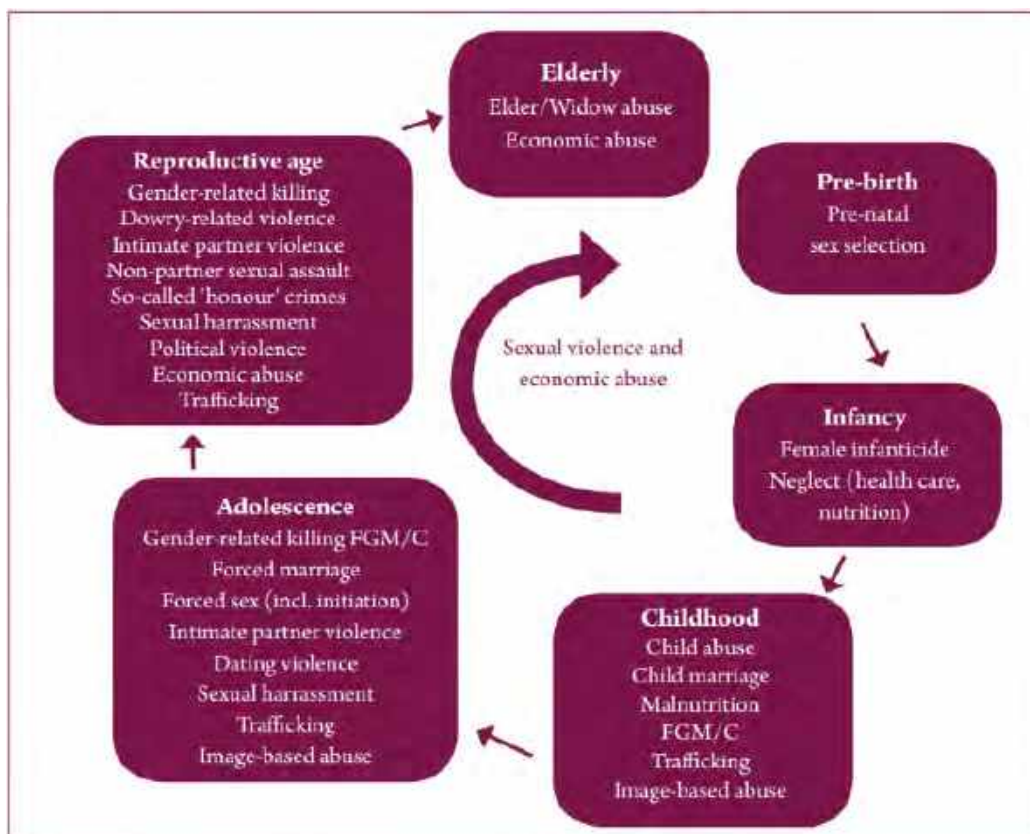 Elderly
Elder/Widow abuse
Economic abuse
Reproductive age
Gender-related killing
Dowry-related violence
Intimate partner violence
Non-partner sexual assault
So-called 'honour' crimes
Sexual harrassment
Political violence
Economic abuse
Trafficking
Pre-birth
Pre-natal
sex selection
Sexual violence and
economic abuse
Infancy
Female infanticide
Neglect (health care,
nutrition)
Adolescence
Gender-related killing FGM/C
Forced marriage
Forced sex (incl. initiation)
Intimate partner violence
Dating violence
Sexual harrassment
Trafficking
Image-based abuse
Childhood
Child abuse
Child marriage
Malnutrition
FGM/C
Trafficking
Image-based abuse